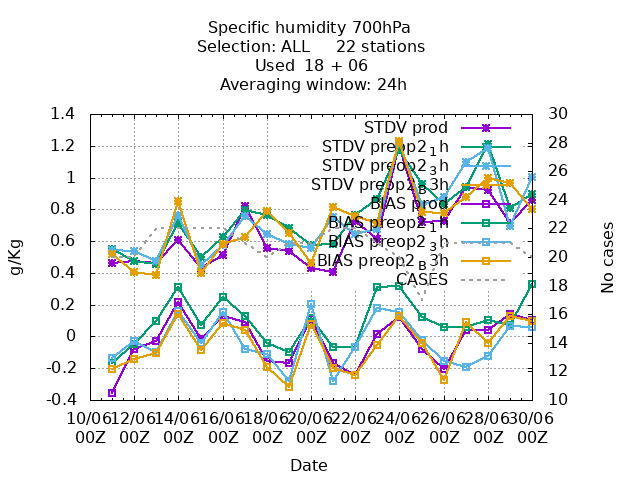 Specific humidity 700hPa
Selection: ALL 22 stations
Used 18 + 06
Averaging window: 24h
1.4
1.2
1
0.8
0.6
0.4
0.2
0
-0.2
-0.4
g/Kg
30
28
26
24
22
20
18
16
14
12
10
No cases
STDV prod
STDV preop2_1h
STDV preop2_3h
STDV preop2_B3h
BIAS prod
BIAS preop2_1h
BIAS preop2_3h
BIAS preop2_B3h
CASES
10/06 12/06 14/06 16/06 18/06 20/06 22/06 24/06 26/06 28/06 30/06
00Z 00Z 00Z 00Z 00Z 00Z 00Z 00Z 00Z 00Z 00Z
Date